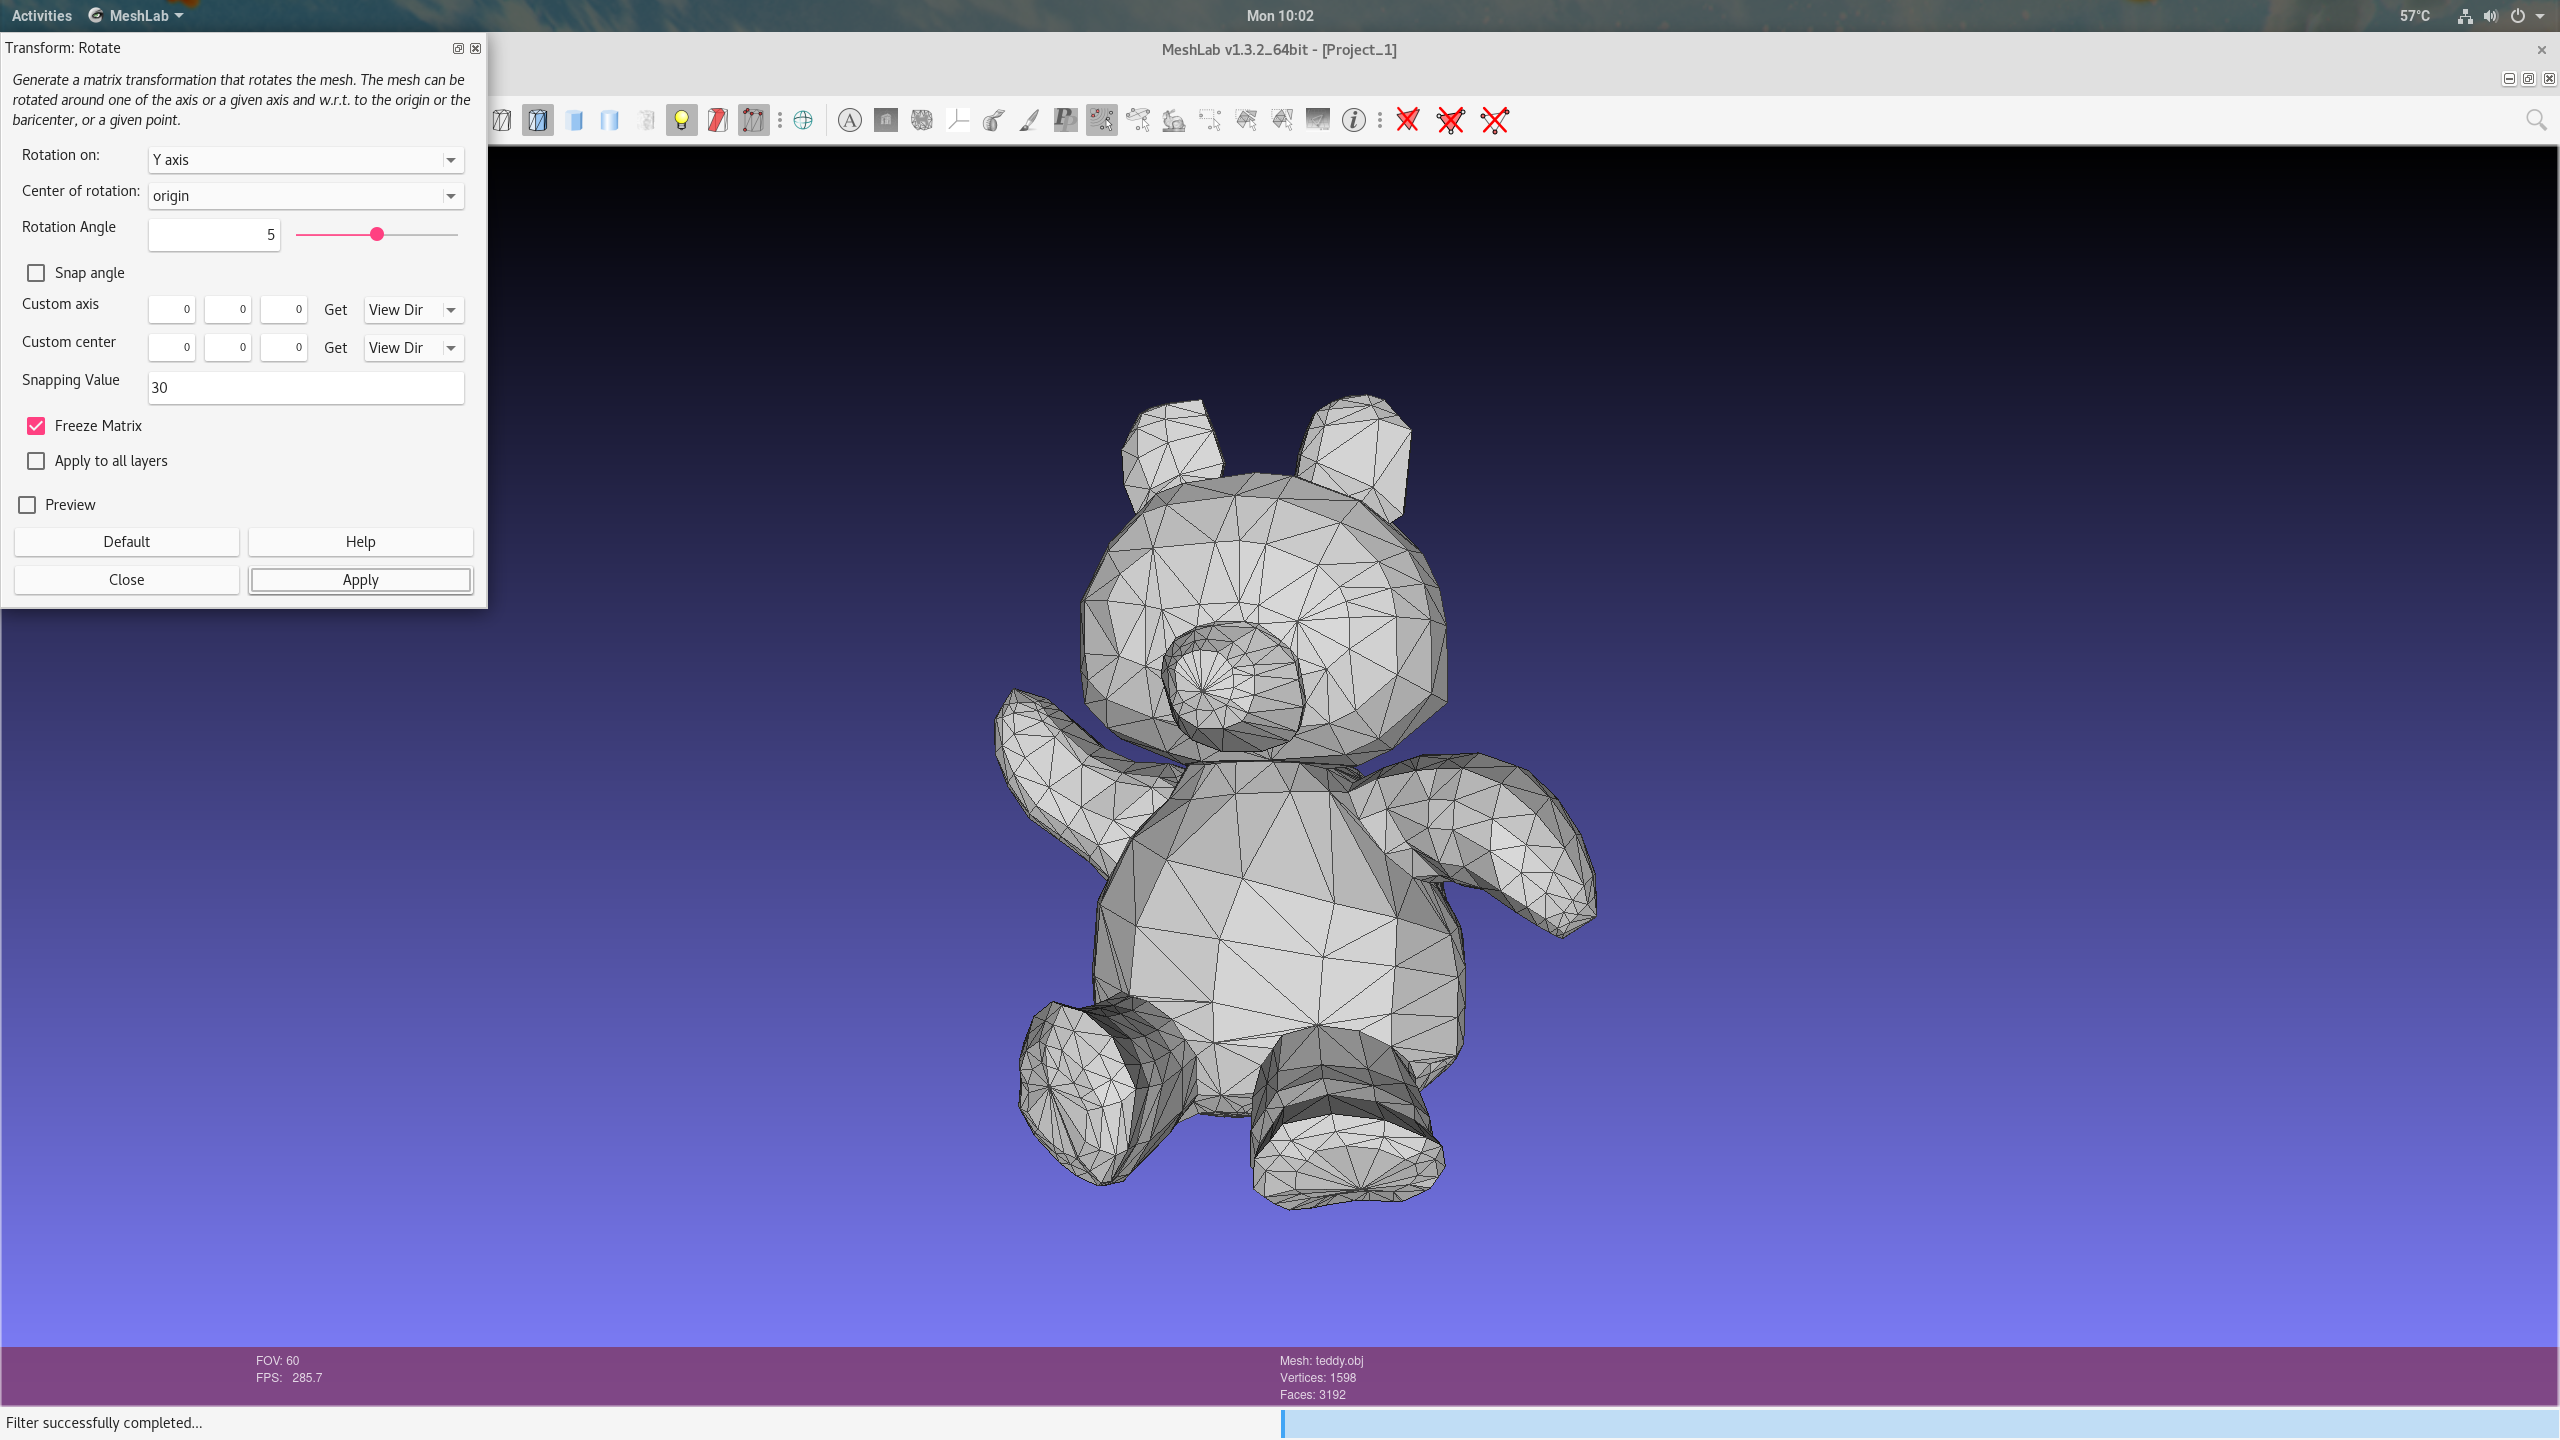 Activities MeshLab
Mon 10:02
57°C
Transform: Rotate
MeshLab v1.3.2_64bit - [Project_1]
Generate a matrix transformation that rotates the mesh. The mesh can be
rotated around one of the axis or a given axis and w.r.t. to the origin or the
baricenter, or a given point.
Rotation on: Y axis
Center of rotation: origin
Rotation Angle 5
Snap angle
Custom axis 0 0 0 Get View Dir
Custom center 0 0 0 Get View Dir
Snapping Value 30
Freeze Matrix
Apply to all layers
Preview
Default Help
Close Apply
FOV: 60
FPS: 285.7
Mesh: teddy.obj
Vertices: 1598
Faces: 3192
Filter successfully completed...